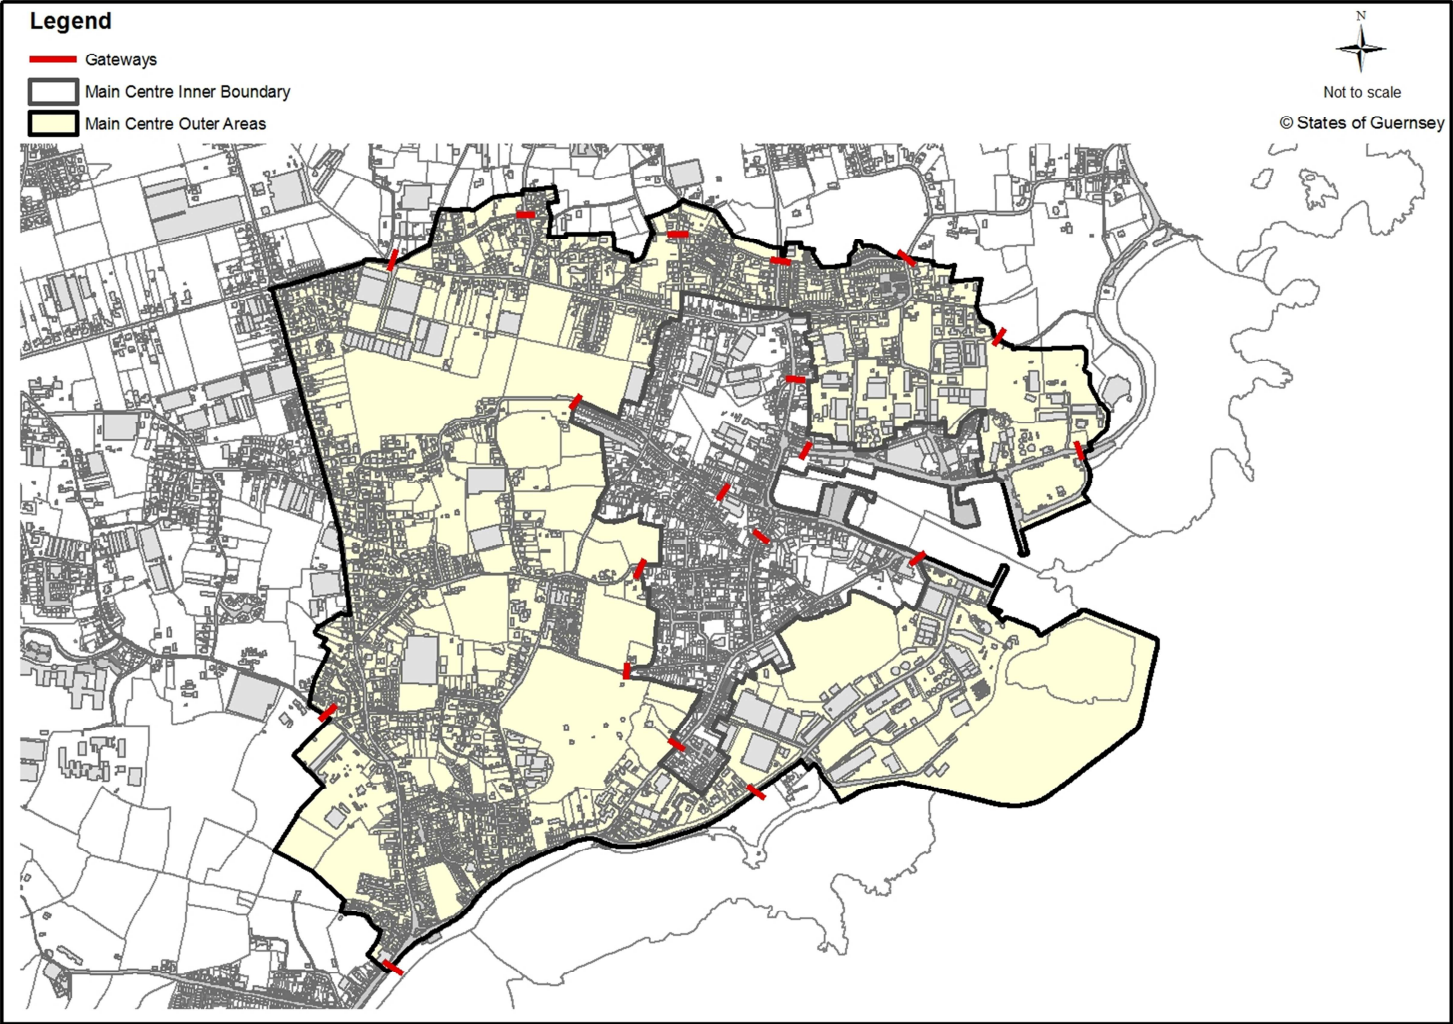 Legend
Gateways
Main Centre Inner Boundary
Main Centre Outer Areas
N
Not to scale
© States of Guernsey